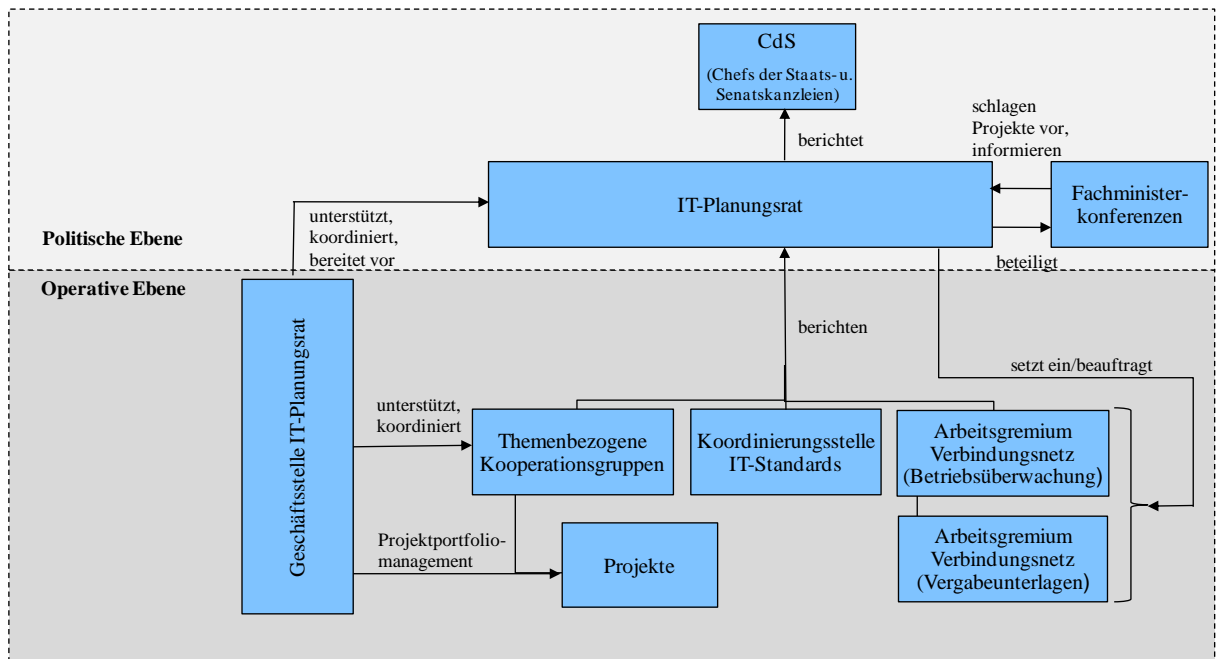 CdS
(Chefs der Staats- u.
Senatskanzleien)
berichtet
schlagen
Projekte vor,
informieren
IT-Planungsrat
Fachminister-
konferenzen
unterstützt,
koordiniert,
bereitet vor
Politische Ebene
beteiligt
Operative Ebene
Geschäftsstelle IT-Planungsrat
berichten
setzt ein/beauftragt
unterstützt,
koordiniert
Themenbezogene
Kooperationsgruppen
Koordinierungsstelle
IT-Standards
Arbeitsgremium
Verbindungsnetz
(Betriebsüberwachung)
Projektportfolio-
management
Projekte
Arbeitsgremium
Verbindungsnetz
(Vergabeunterlagen)